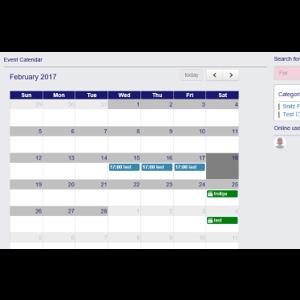 Event Calendar
Search for
February 2017
today
For
Sun Mon Tue Wed Thu Fri Sat
29 30 31 1 2 3 4
Categori
Test C
5 6 7 8 9 10 11
Online use
12 13 14 15 16 17 18
17:00 test 17:00 test 17:00 test
19 20 21 22 23 24 25
26 27 28 1 2 3 4
test
5 6 7 8 9 10 11